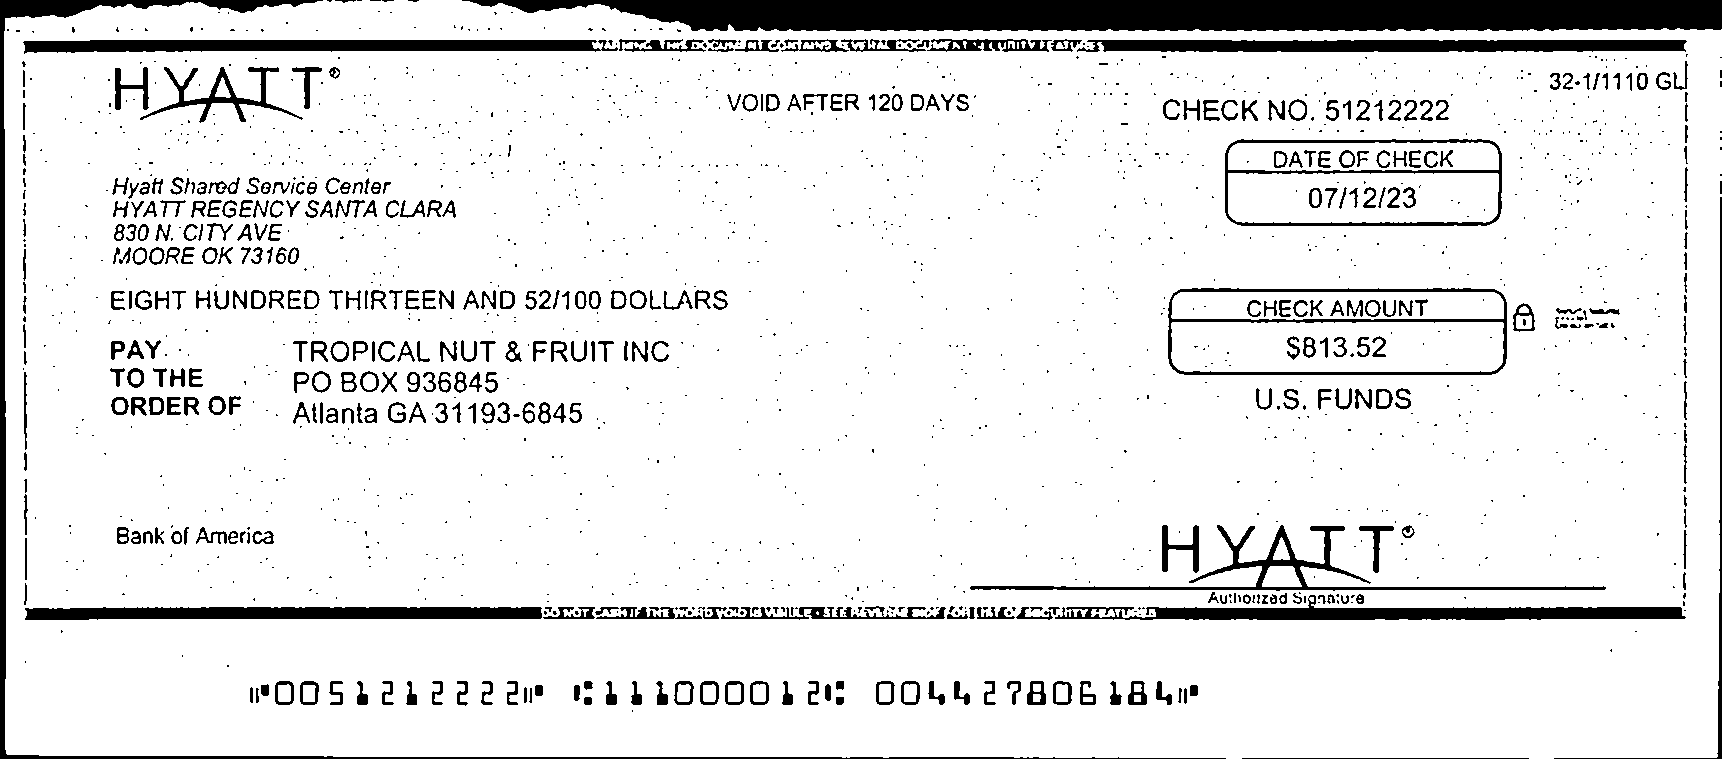 WARNING: THIS DOCUMENT CONTAINS SEVERAL DOCUMENT SECURITY FEATURES
HYATT®
32-1/1110 GL
VOID AFTER 120 DAYS
CHECK NO. 51212222
DATE OF CHECK
07/12/23
Hyatt Shared Service Center
HYATT REGENCY SANTA CLARA
830 N. CITY AVE
MOORE OK 73160
EIGHT HUNDRED THIRTEEN AND 52/100 DOLLARS
CHECK AMOUNT
$813.52
U.S. FUNDS
PAY TO THE ORDER OF
TROPICAL NUT & FRUIT INC
PO BOX 936845
Atlanta GA 31193-6845
Bank of America
HYATT®
Authorized Signature
DO NOT CASH IF THE WORD VOID IS VISIBLE • SEE REVERSE SIDE FOR LIST OF SECURITY FEATURES
⑈0051212222⑈ ⑆111000012⑆ 004427806184⑈